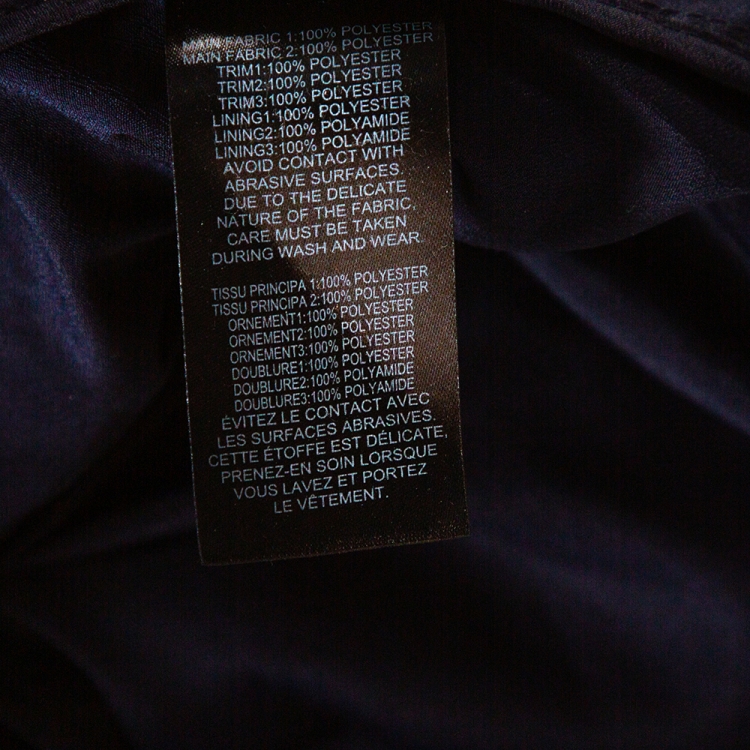 MAIN FABRIC 1:100% POLYESTER
MAIN FABRIC 2:100% POLYESTER
TRIM1:100% POLYESTER
TRIM2:100% POLYESTER
TRIM3:100% POLYESTER
LINING1:100% POLYESTER
LINING2:100% POLYAMIDE
LINING3:100% POLYAMIDE
AVOID CONTACT WITH
ABRASIVE SURFACES.
DUE TO THE DELICATE
NATURE OF THE FABRIC,
CARE MUST BE TAKEN
DURING WASH AND WEAR.
TISSU PRINCIPA 1:100% POLYESTER
TISSU PRINCIPA 2:100% POLYESTER
ORNEMENT1:100% POLYESTER
ORNEMENT2:100% POLYESTER
ORNEMENT3:100% POLYESTER
DOUBLURE1:100% POLYESTER
DOUBLURE2:100% POLYAMIDE
DOUBLURE3:100% POLYAMIDE
ÉVITEZ LE CONTACT AVEC
LES SURFACES ABRASIVES.
CETTE ÉTOFFE EST DÉLICATE,
PRENEZ-EN SOIN LORSQUE
VOUS LAVEZ ET PORTEZ
LE VÊTEMENT.